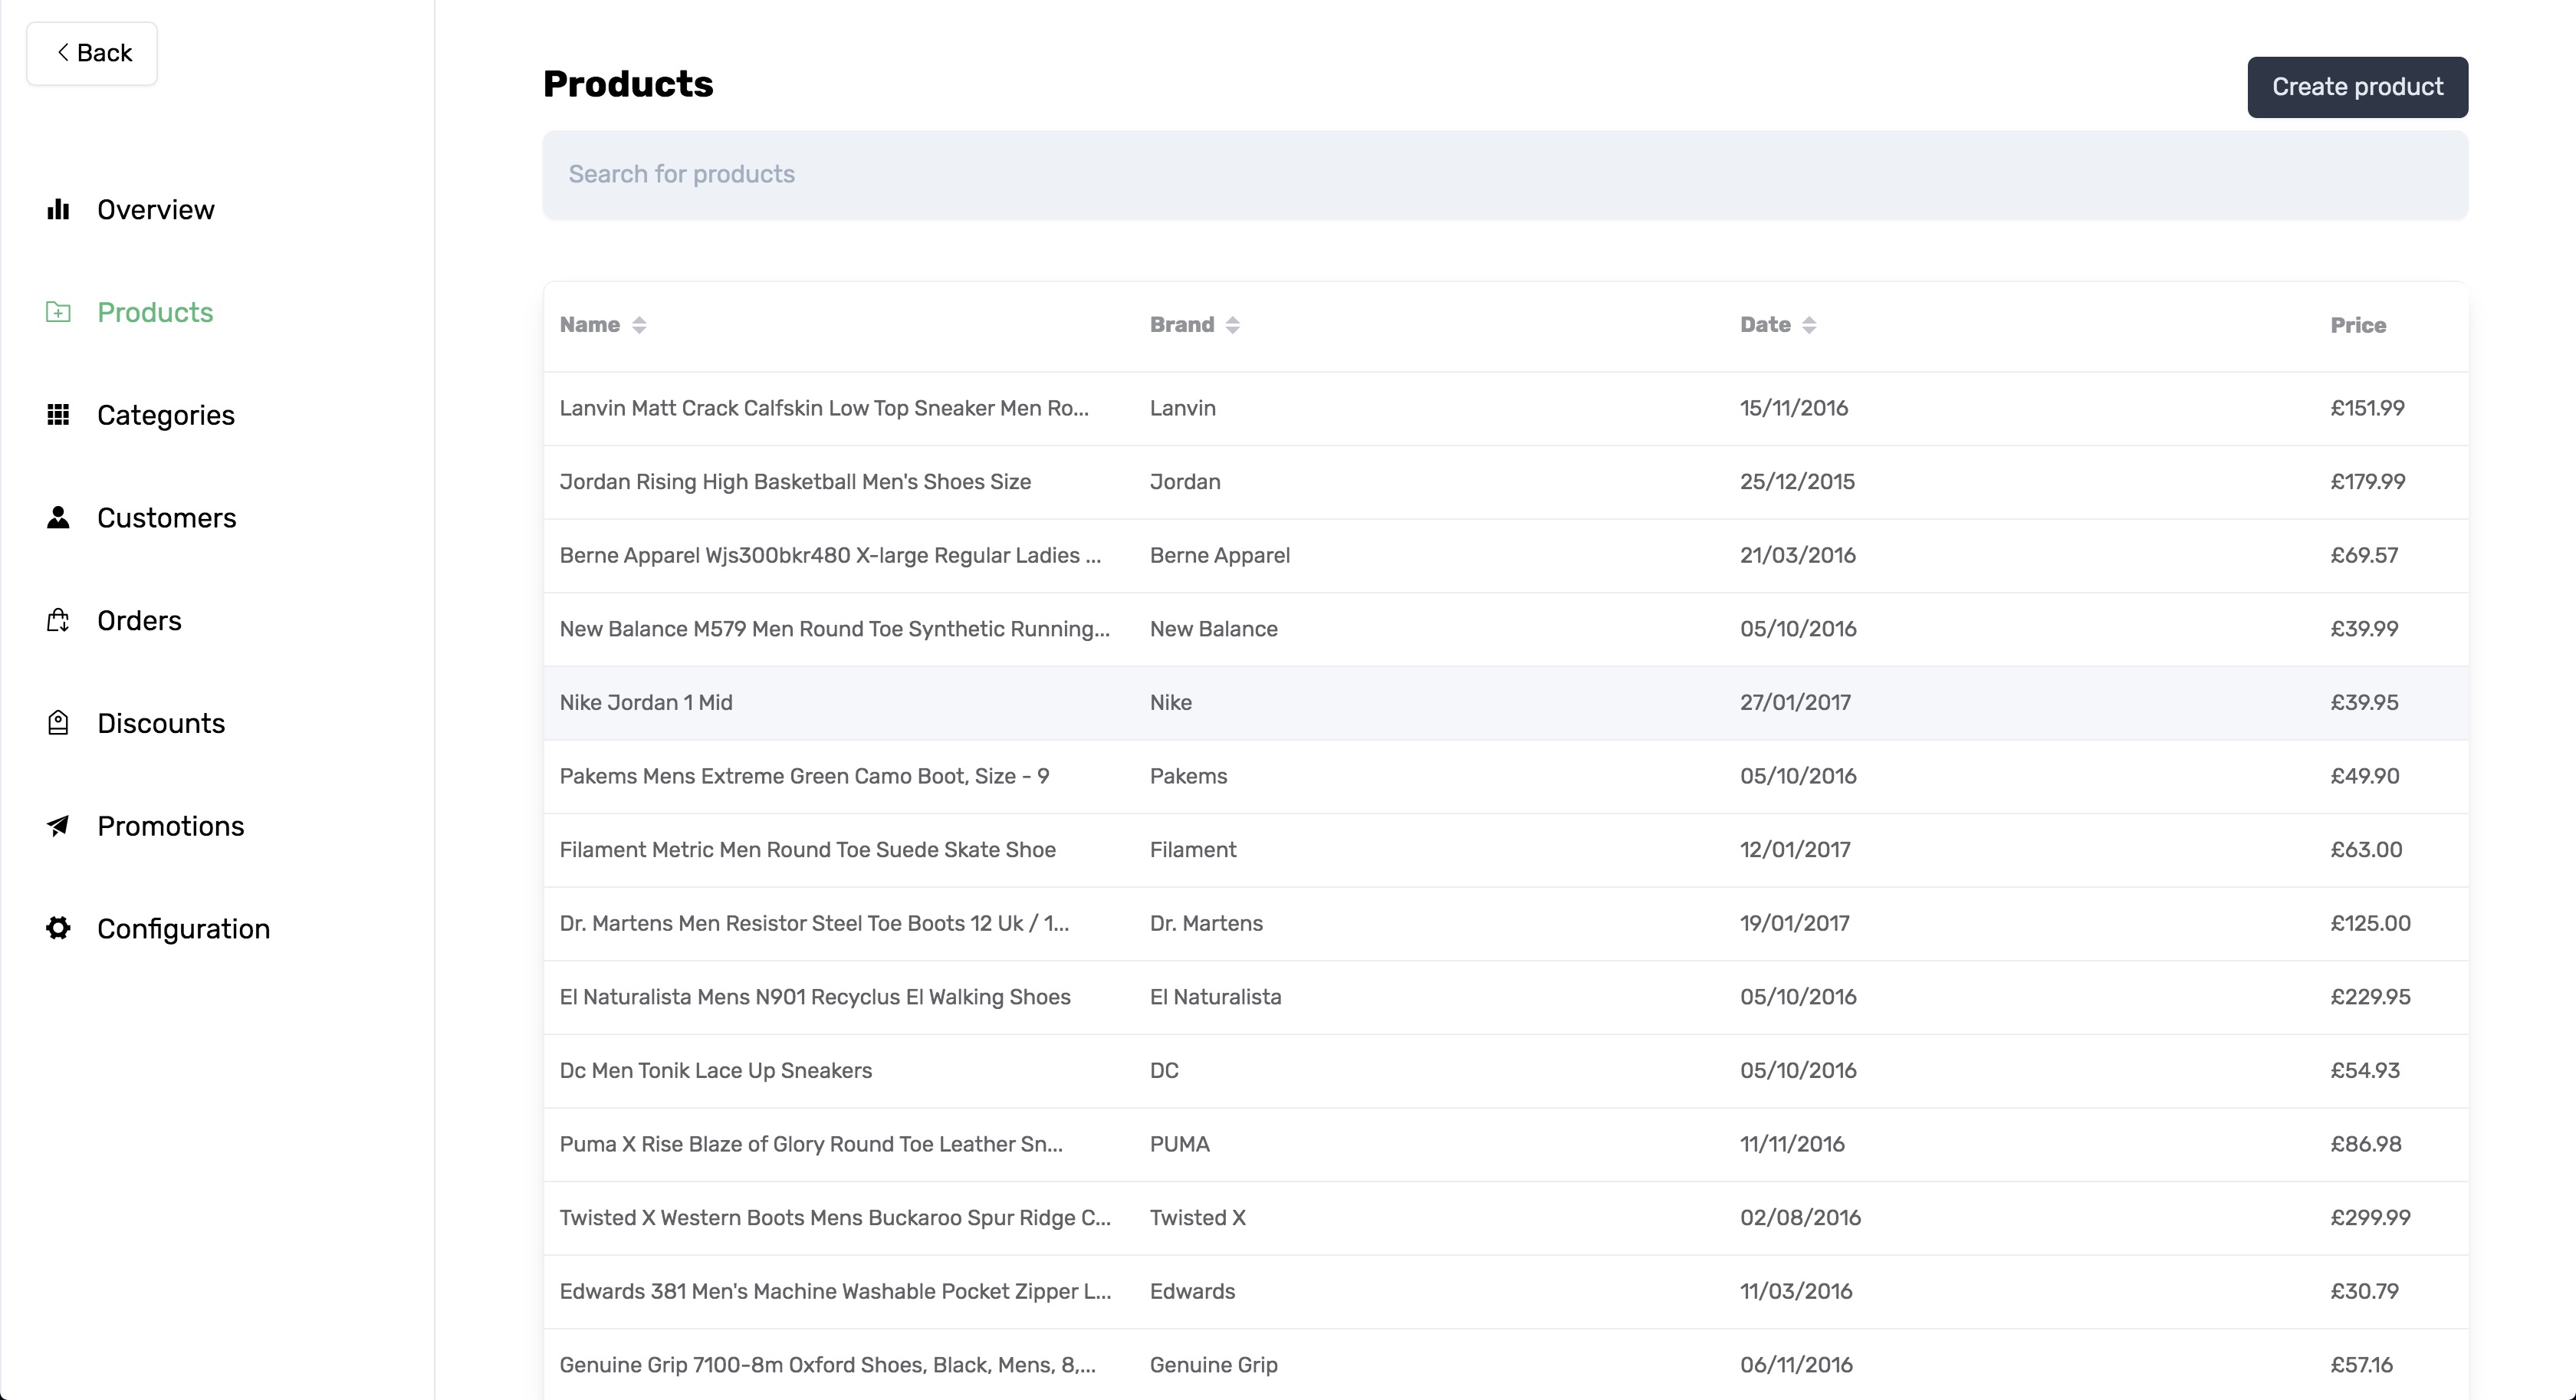 Back
Overview
Products
Categories
Customers
Orders
Discounts
Promotions
Configuration
Products
Create product
Search for products
Name Brand Date Price
Lanvin Matt Crack Calfskin Low Top Sneaker Men Ro... Lanvin 15/11/2016 £151.99
Jordan Rising High Basketball Men's Shoes Size Jordan 25/12/2015 £179.99
Berne Apparel Wjs300bkr480 X-large Regular Ladies ... Berne Apparel 21/03/2016 £69.57
New Balance M579 Men Round Toe Synthetic Running... New Balance 05/10/2016 £39.99
Nike Jordan 1 Mid Nike 27/01/2017 £39.95
Pakems Mens Extreme Green Camo Boot, Size - 9 Pakems 05/10/2016 £49.90
Filament Metric Men Round Toe Suede Skate Shoe Filament 12/01/2017 £63.00
Dr. Martens Men Resistor Steel Toe Boots 12 Uk / 1... Dr. Martens 19/01/2017 £125.00
El Naturalista Mens N901 Recyclus El Walking Shoes El Naturalista 05/10/2016 £229.95
Dc Men Tonik Lace Up Sneakers DC 05/10/2016 £54.93
Puma X Rise Blaze of Glory Round Toe Leather Sn... PUMA 11/11/2016 £86.98
Twisted X Western Boots Mens Buckaroo Spur Ridge C... Twisted X 02/08/2016 £299.99
Edwards 381 Men's Machine Washable Pocket Zipper L... Edwards 11/03/2016 £30.79
Genuine Grip 7100-8m Oxford Shoes, Black, Mens, 8,... Genuine Grip 06/11/2016 £57.16